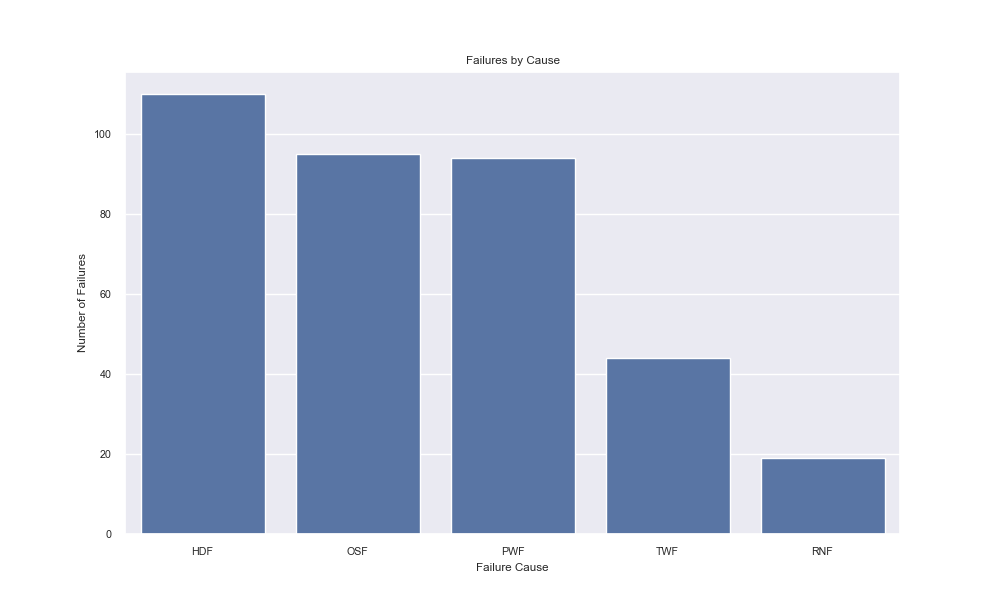 Failures by Cause
Number of Failures
100
80
60
40
20
0
HDF OSF PWF TWF RNF
Failure Cause